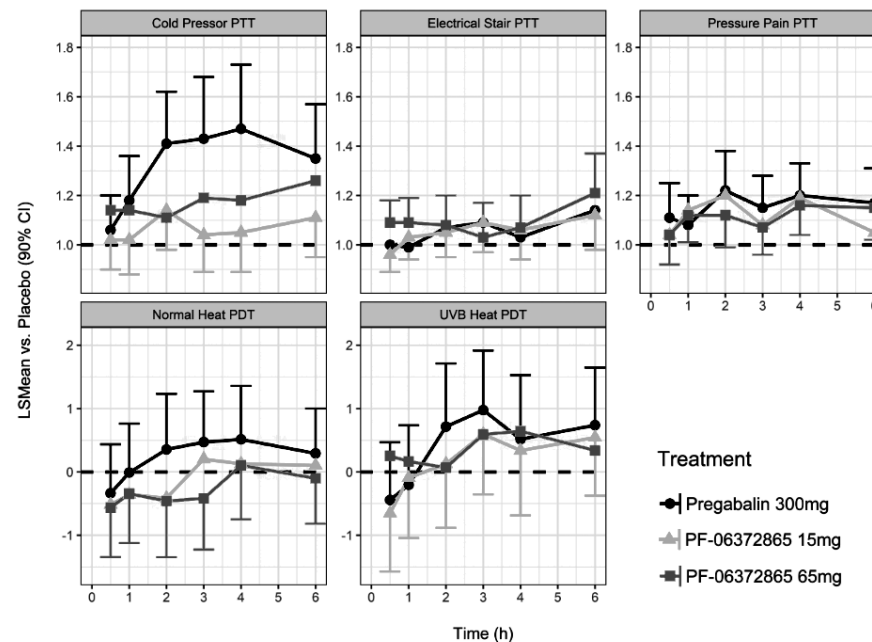 Cold Pressor PTT
Electrical Stair PTT
Pressure Pain PTT
1.8
1.6
1.4
1.2
1.0
1.8
1.6
1.4
1.2
1.0
1.8
1.6
1.4
1.2
1.0
0 1 2 3 4 5 6
Normal Heat PDT
UVB Heat PDT
2
1
0
-1
2
1
0
-1
0 1 2 3 4 5 6
0 1 2 3 4 5 6
LSMean vs. Placebo (90% CI)
Time (h)
Treatment
Pregabalin 300mg
PF-06372865 15mg
PF-06372865 65mg